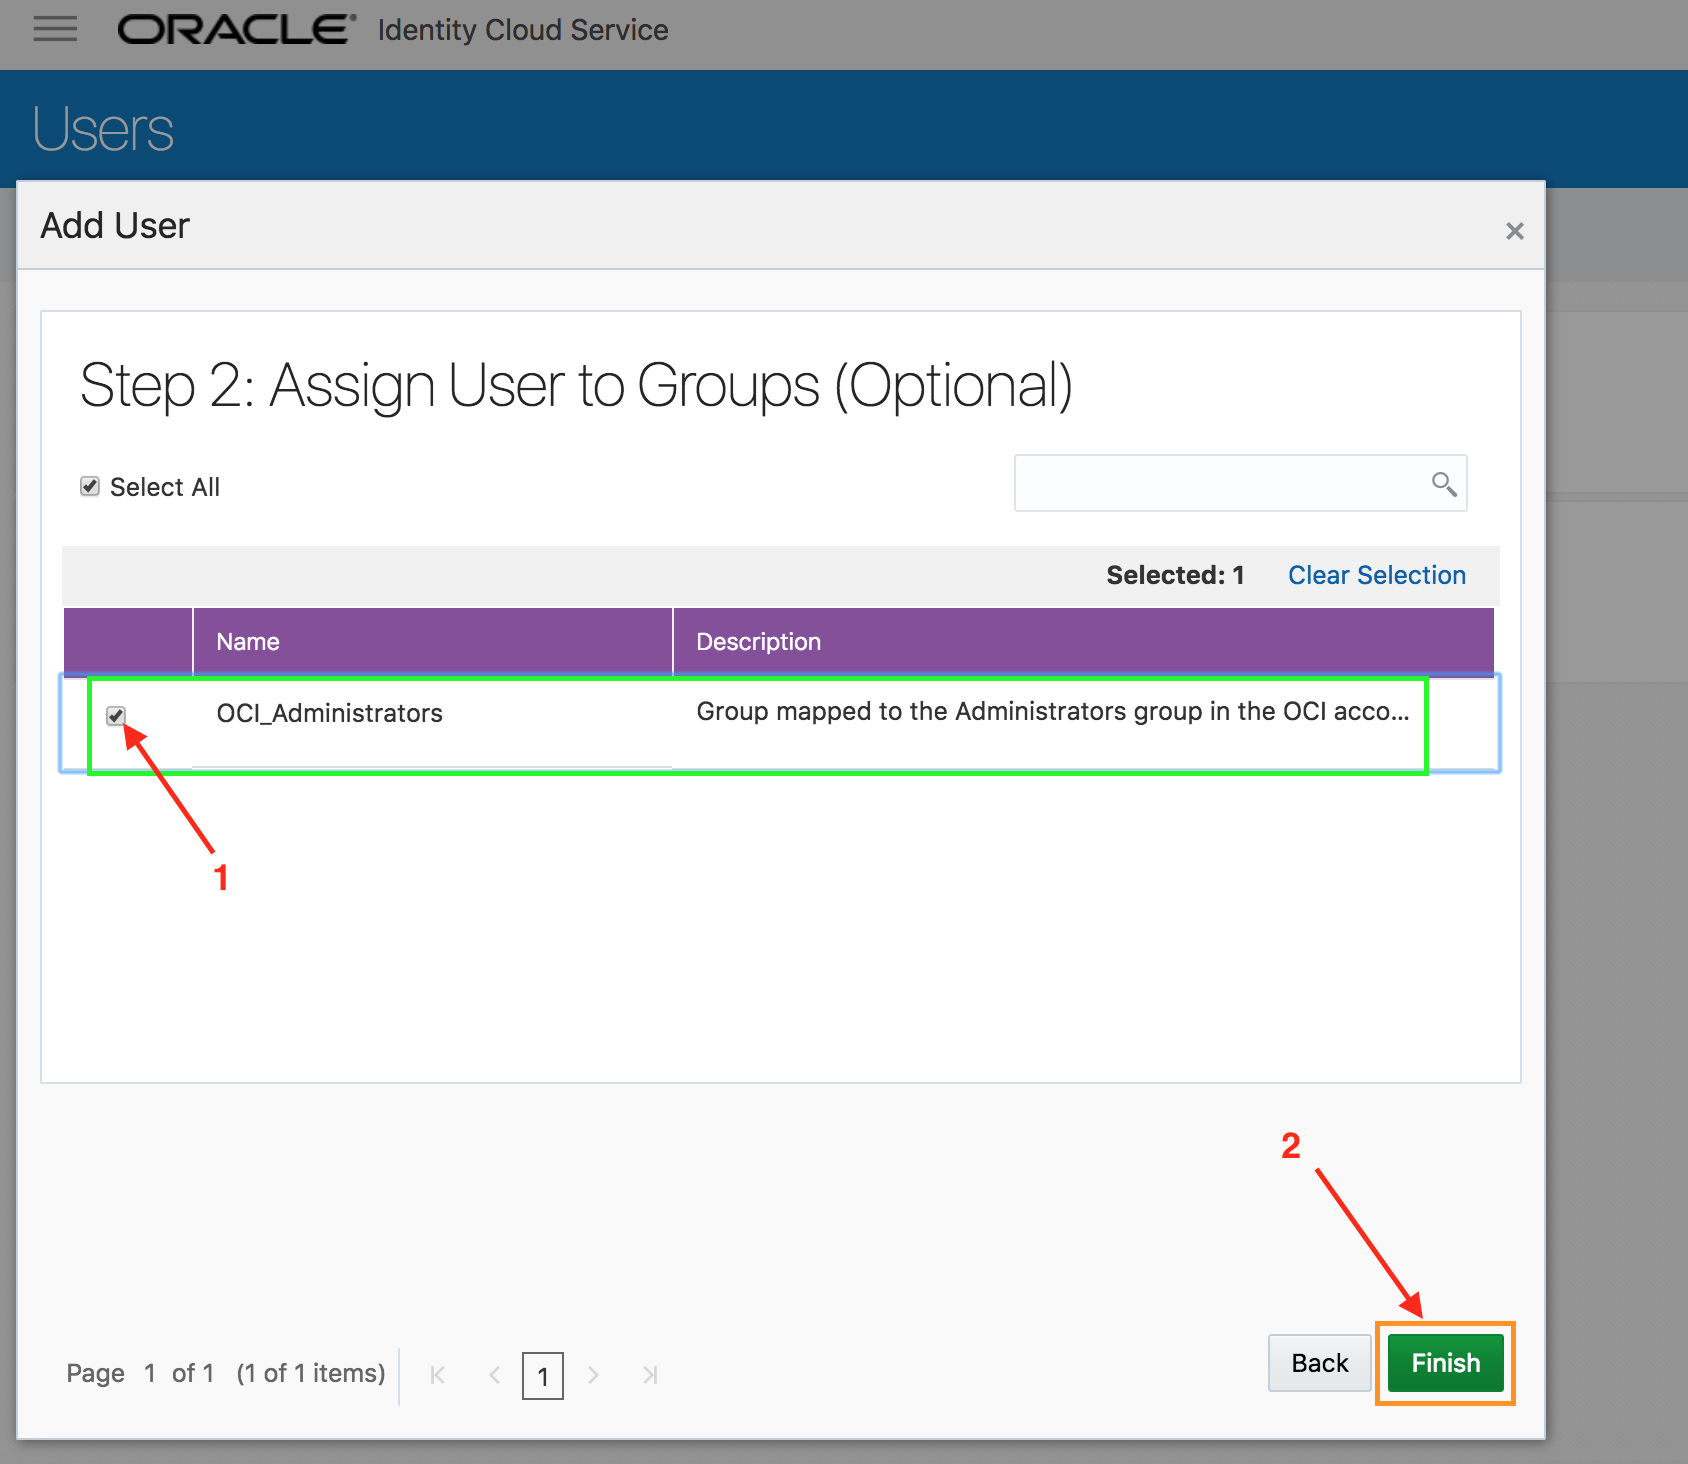 ORACLE® Identity Cloud Service
Users
Add User
Step 2: Assign User to Groups (Optional)
Select All
Selected: 1 Clear Selection
Name Description
OCI_Administrators Group mapped to the Administrators group in the OCI acco...
1
2
Back Finish
Page 1 of 1 (1 of 1 items) 1